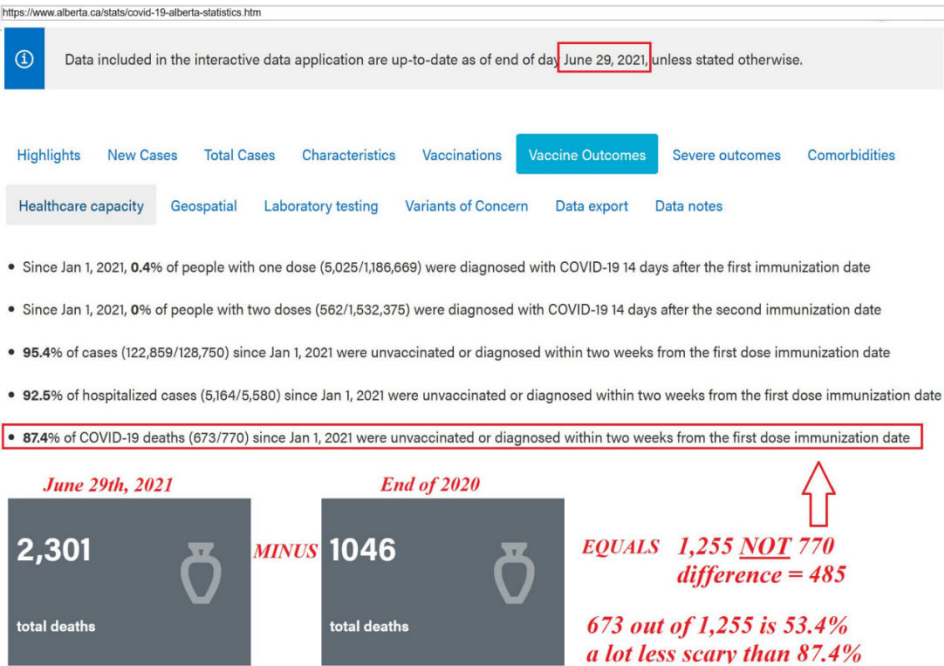 https://www.alberta.ca/stats/covid-19-alberta-statistics.htm
Data included in the interactive data application are up-to-date as of end of day June 29, 2021, unless stated otherwise.
Highlights New Cases Total Cases Characteristics Vaccinations Vaccine Outcomes Severe outcomes Comorbidities
Healthcare capacity Geospatial Laboratory testing Variants of Concern Data export Data notes
• Since Jan 1, 2021, 0.4% of people with one dose (5,025/1,186,669) were diagnosed with COVID-19 14 days after the first immunization date
• Since Jan 1, 2021, 0% of people with two doses (562/1,532,375) were diagnosed with COVID-19 14 days after the second immunization date
• 95.4% of cases (122,859/128,750) since Jan 1, 2021 were unvaccinated or diagnosed within two weeks from the first dose immunization date
• 92.5% of hospitalized cases (5,164/5,580) since Jan 1, 2021 were unvaccinated or diagnosed within two weeks from the first dose immunization date
• 87.4% of COVID-19 deaths (673/770) since Jan 1, 2021 were unvaccinated or diagnosed within two weeks from the first dose immunization date
June 29th, 2021 End of 2020
2,301 MINUS 1046 EQUALS 1,255 NOT 770
difference = 485
total deaths total deaths 673 out of 1,255 is 53.4%
a lot less scary than 87.4%